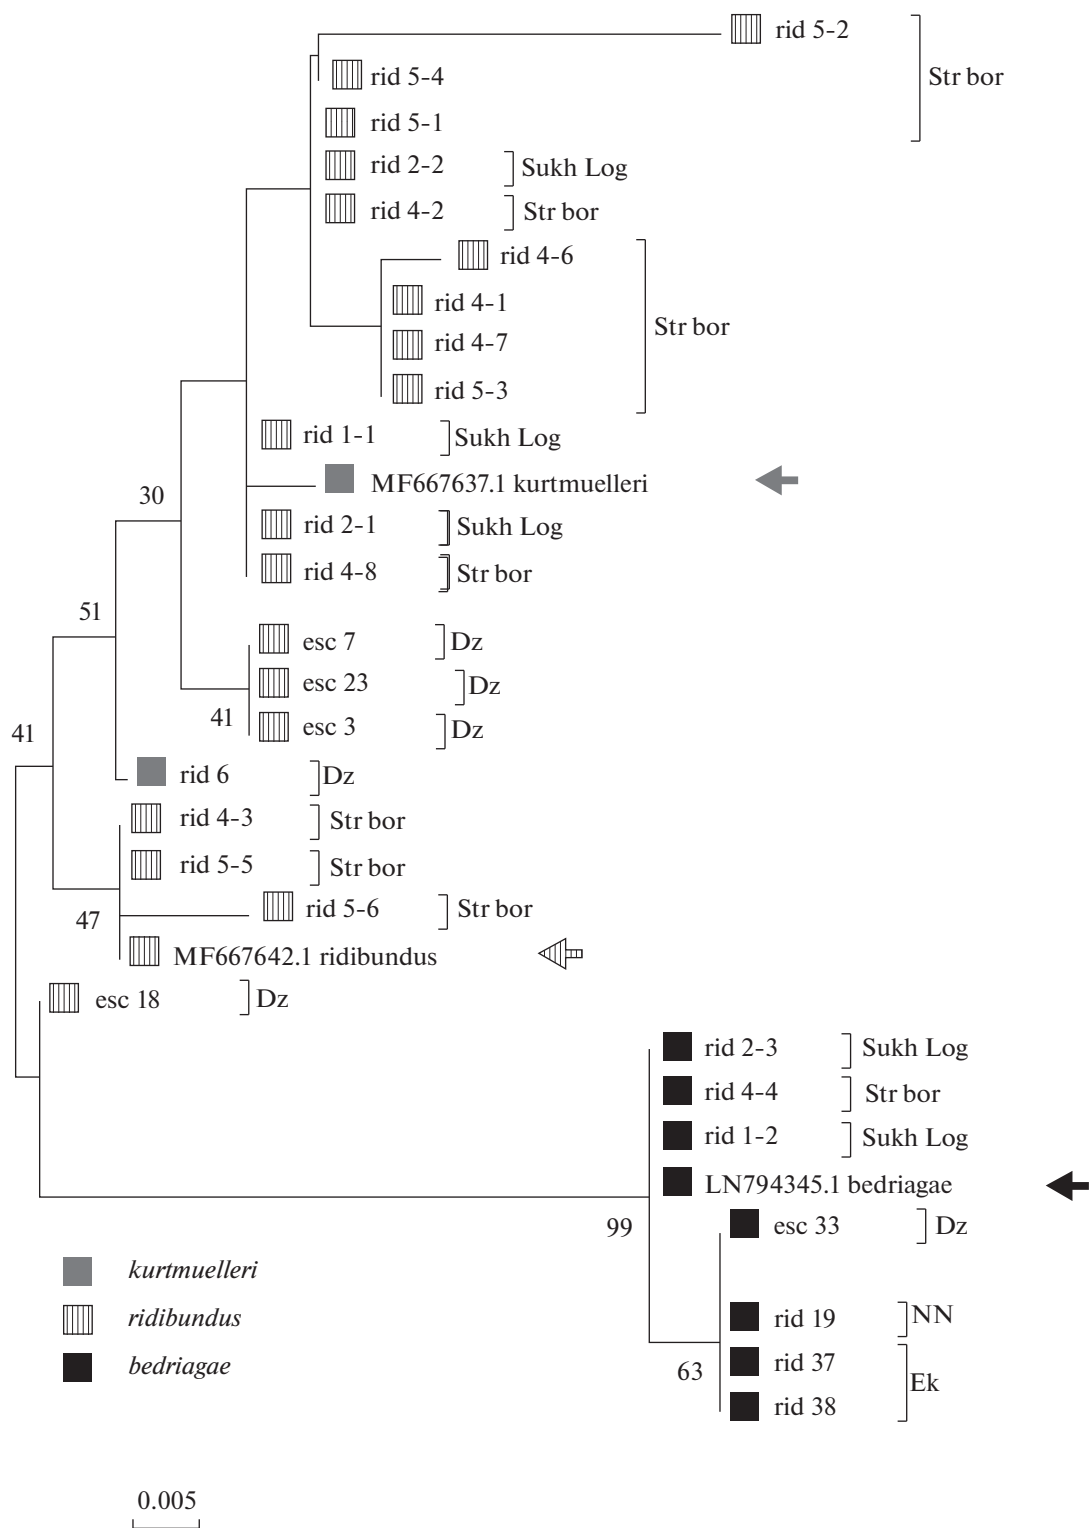 rid 5-2
rid 5-4
Str bor
rid 5-1
rid 2-2
Sukh Log
rid 4-2
Str bor
rid 4-6
rid 4-1
Str bor
rid 4-7
rid 5-3
rid 1-1
Sukh Log
MF667637.1 kurtmuelleri
30
rid 2-1
Sukh Log
rid 4-8
Str bor
51
esc 7
Dz
esc 23
Dz
41
esc 3
Dz
41
rid 6
Dz
rid 4-3
Str bor
rid 5-5
Str bor
47
rid 5-6
Str bor
MF667642.1 ridibundus
esc 18
Dz
rid 2-3
Sukh Log
rid 4-4
Str bor
rid 1-2
Sukh Log
LN794345.1 bedriagae
99
esc 33
Dz
kurtmuelleri
ridibundus
rid 19
NN
bedriagae
63
rid 37
Ek
rid 38
0.005